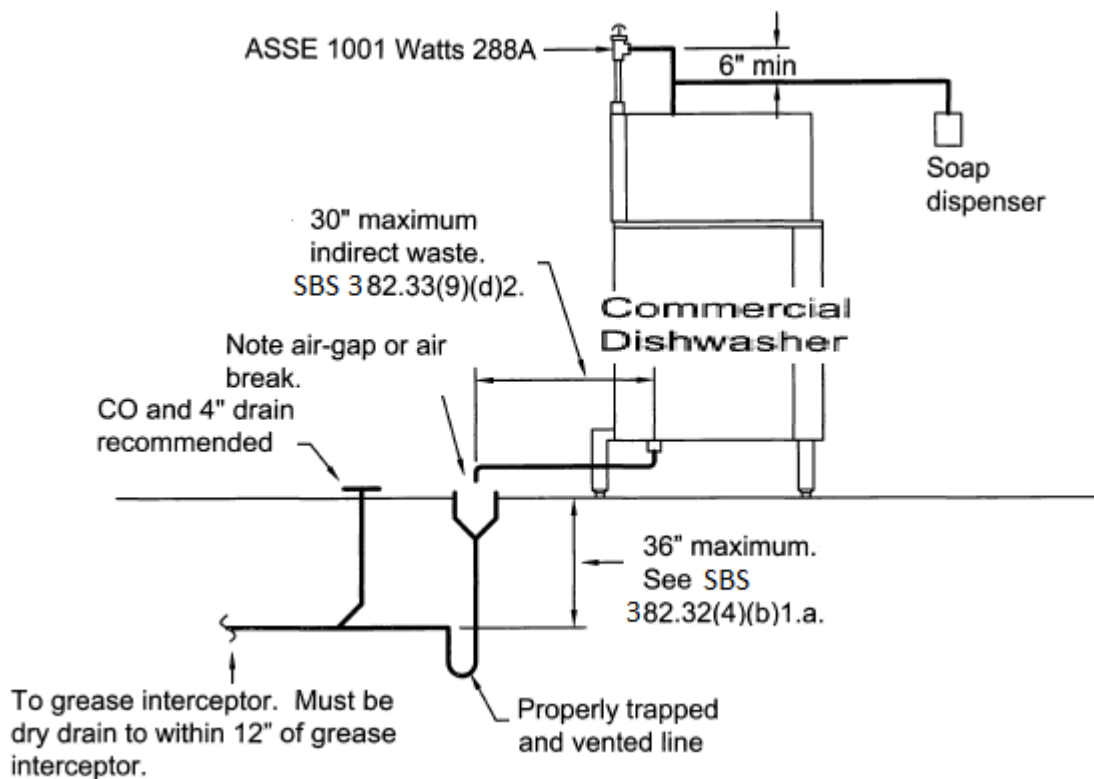 ASSE 1001 Watts 288A
6" min
Soap
dispenser
30" maximum
indirect waste.
SBS 382.33(9)(d)2.
Commercial
Dishwasher
Note air-gap or air
break.
CO and 4" drain
recommended
36" maximum.
See SBS
382.32(4)(b)1.a.
To grease interceptor. Must be
dry drain to within 12" of grease
interceptor.
Properly trapped
and vented line